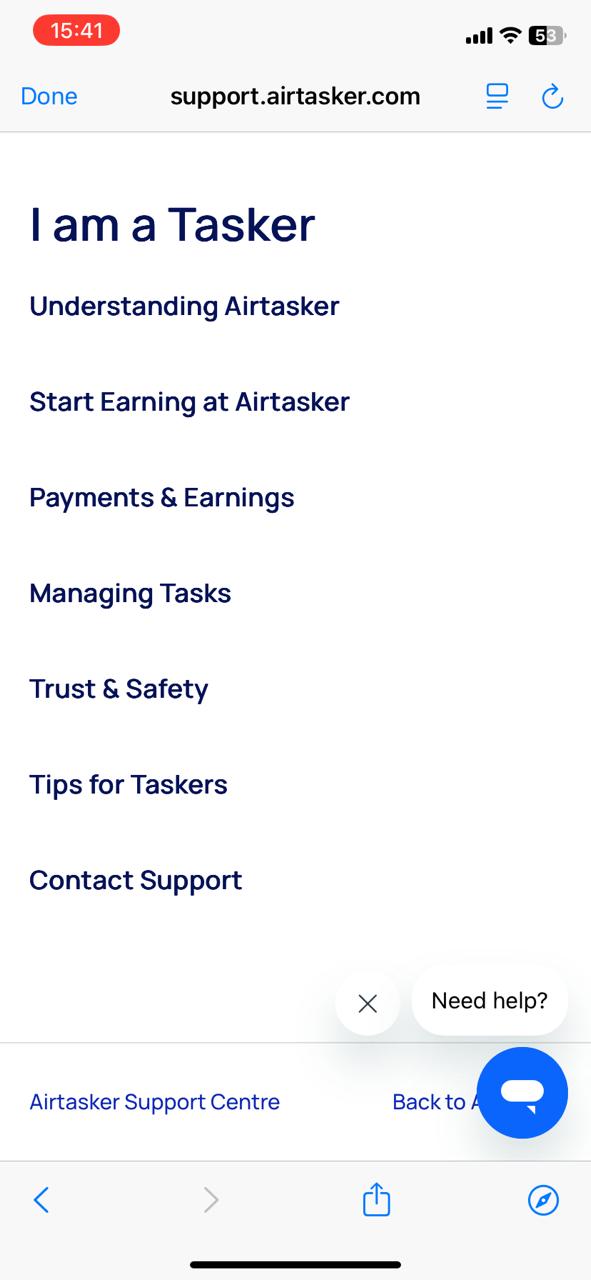 15:41
53
Done
support.airtasker.com
I am a Tasker
Understanding Airtasker
Start Earning at Airtasker
Payments & Earnings
Managing Tasks
Trust & Safety
Tips for Taskers
Contact Support
Need help?
Airtasker Support Centre
Back to